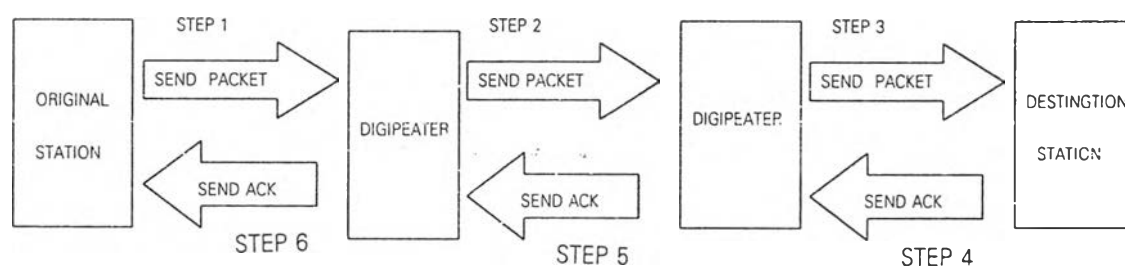 STEP 1
STEP 2
STEP 3
SEND PACKET
SEND PACKET
SEND PACKET
ORIGINAL
STATION
DIGIPEATER
DIGIPEATER
DESTINGTION
STATION
SEND ACK
SEND ACK
SEND ACK
STEP 6
STEP 5
STEP 4